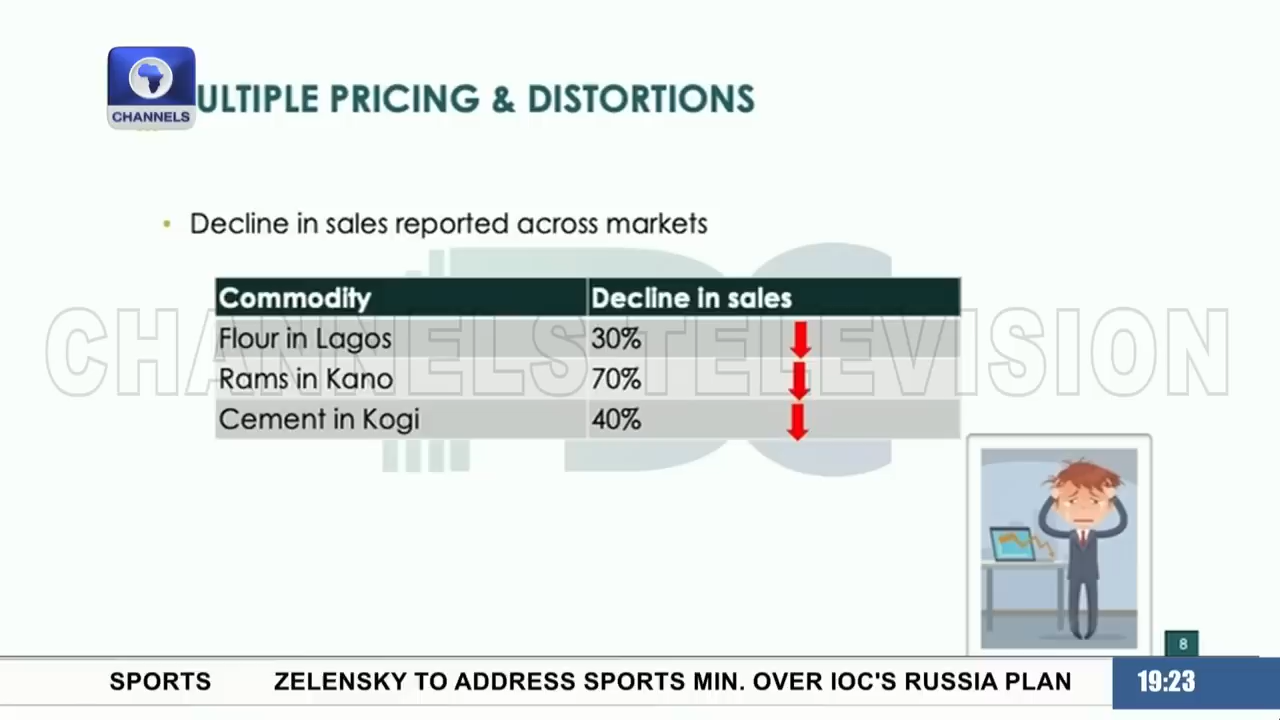 CHANNELS
ULTIPLE PRICING & DISTORTIONS
• Decline in sales reported across markets
Commodity Decline in sales
Flour in Lagos 30%
Rams in Kano 70%
Cement in Kogi 40%
CHANNELS TELEVISION
8
SPORTS ZELENSKY TO ADDRESS SPORTS MIN. OVER IOC'S RUSSIA PLAN 19:23